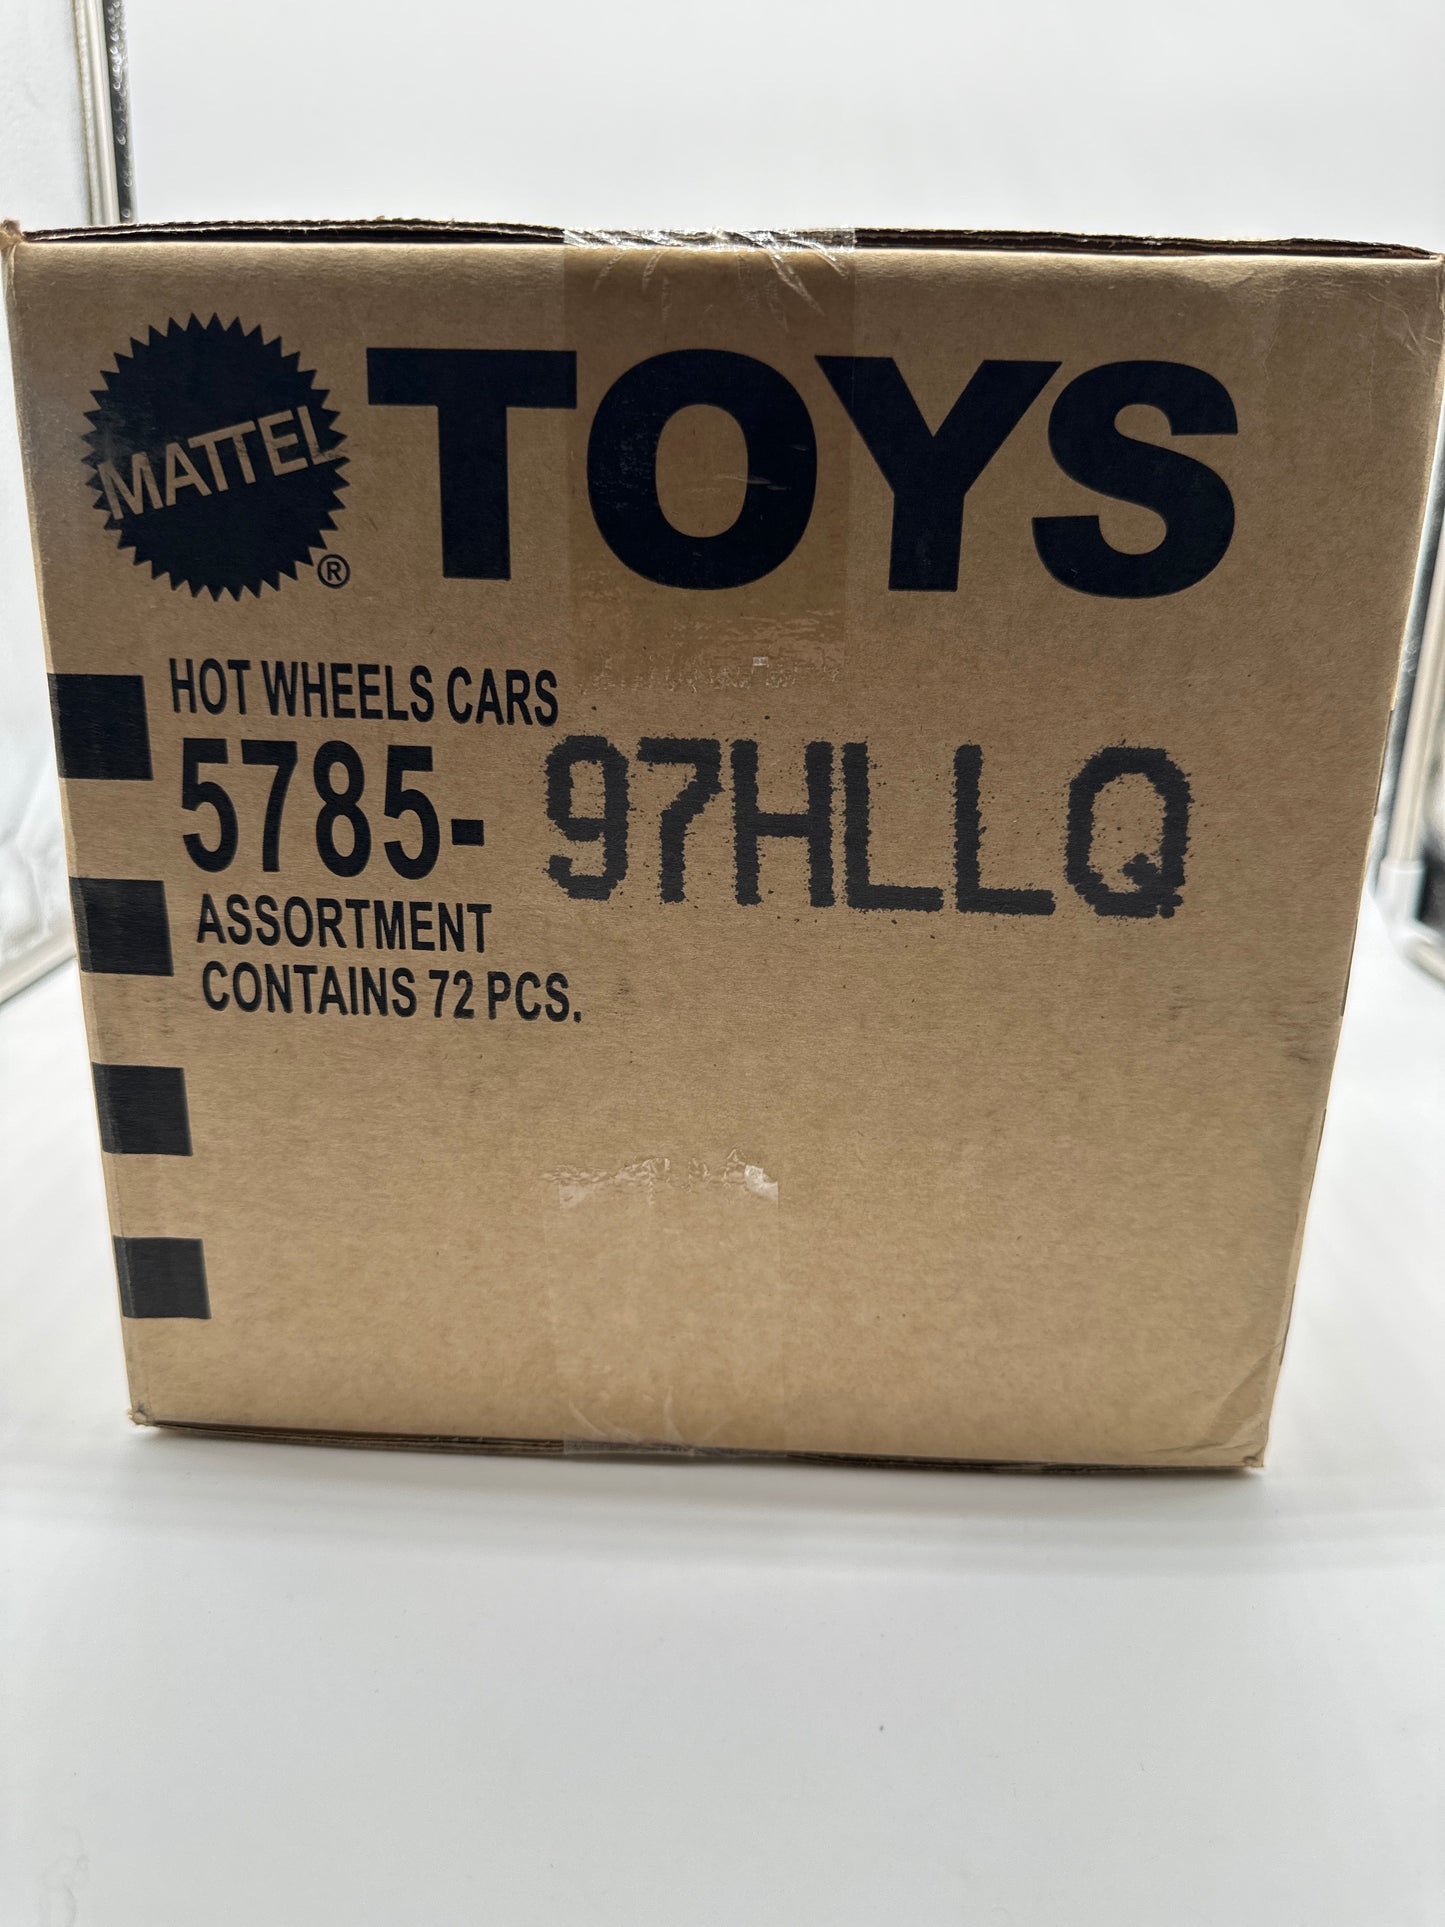 MATTEL ® TOYS
HOT WHEELS CARS
5785- 97HLLQ
ASSORTMENT
CONTAINS 72 PCS.